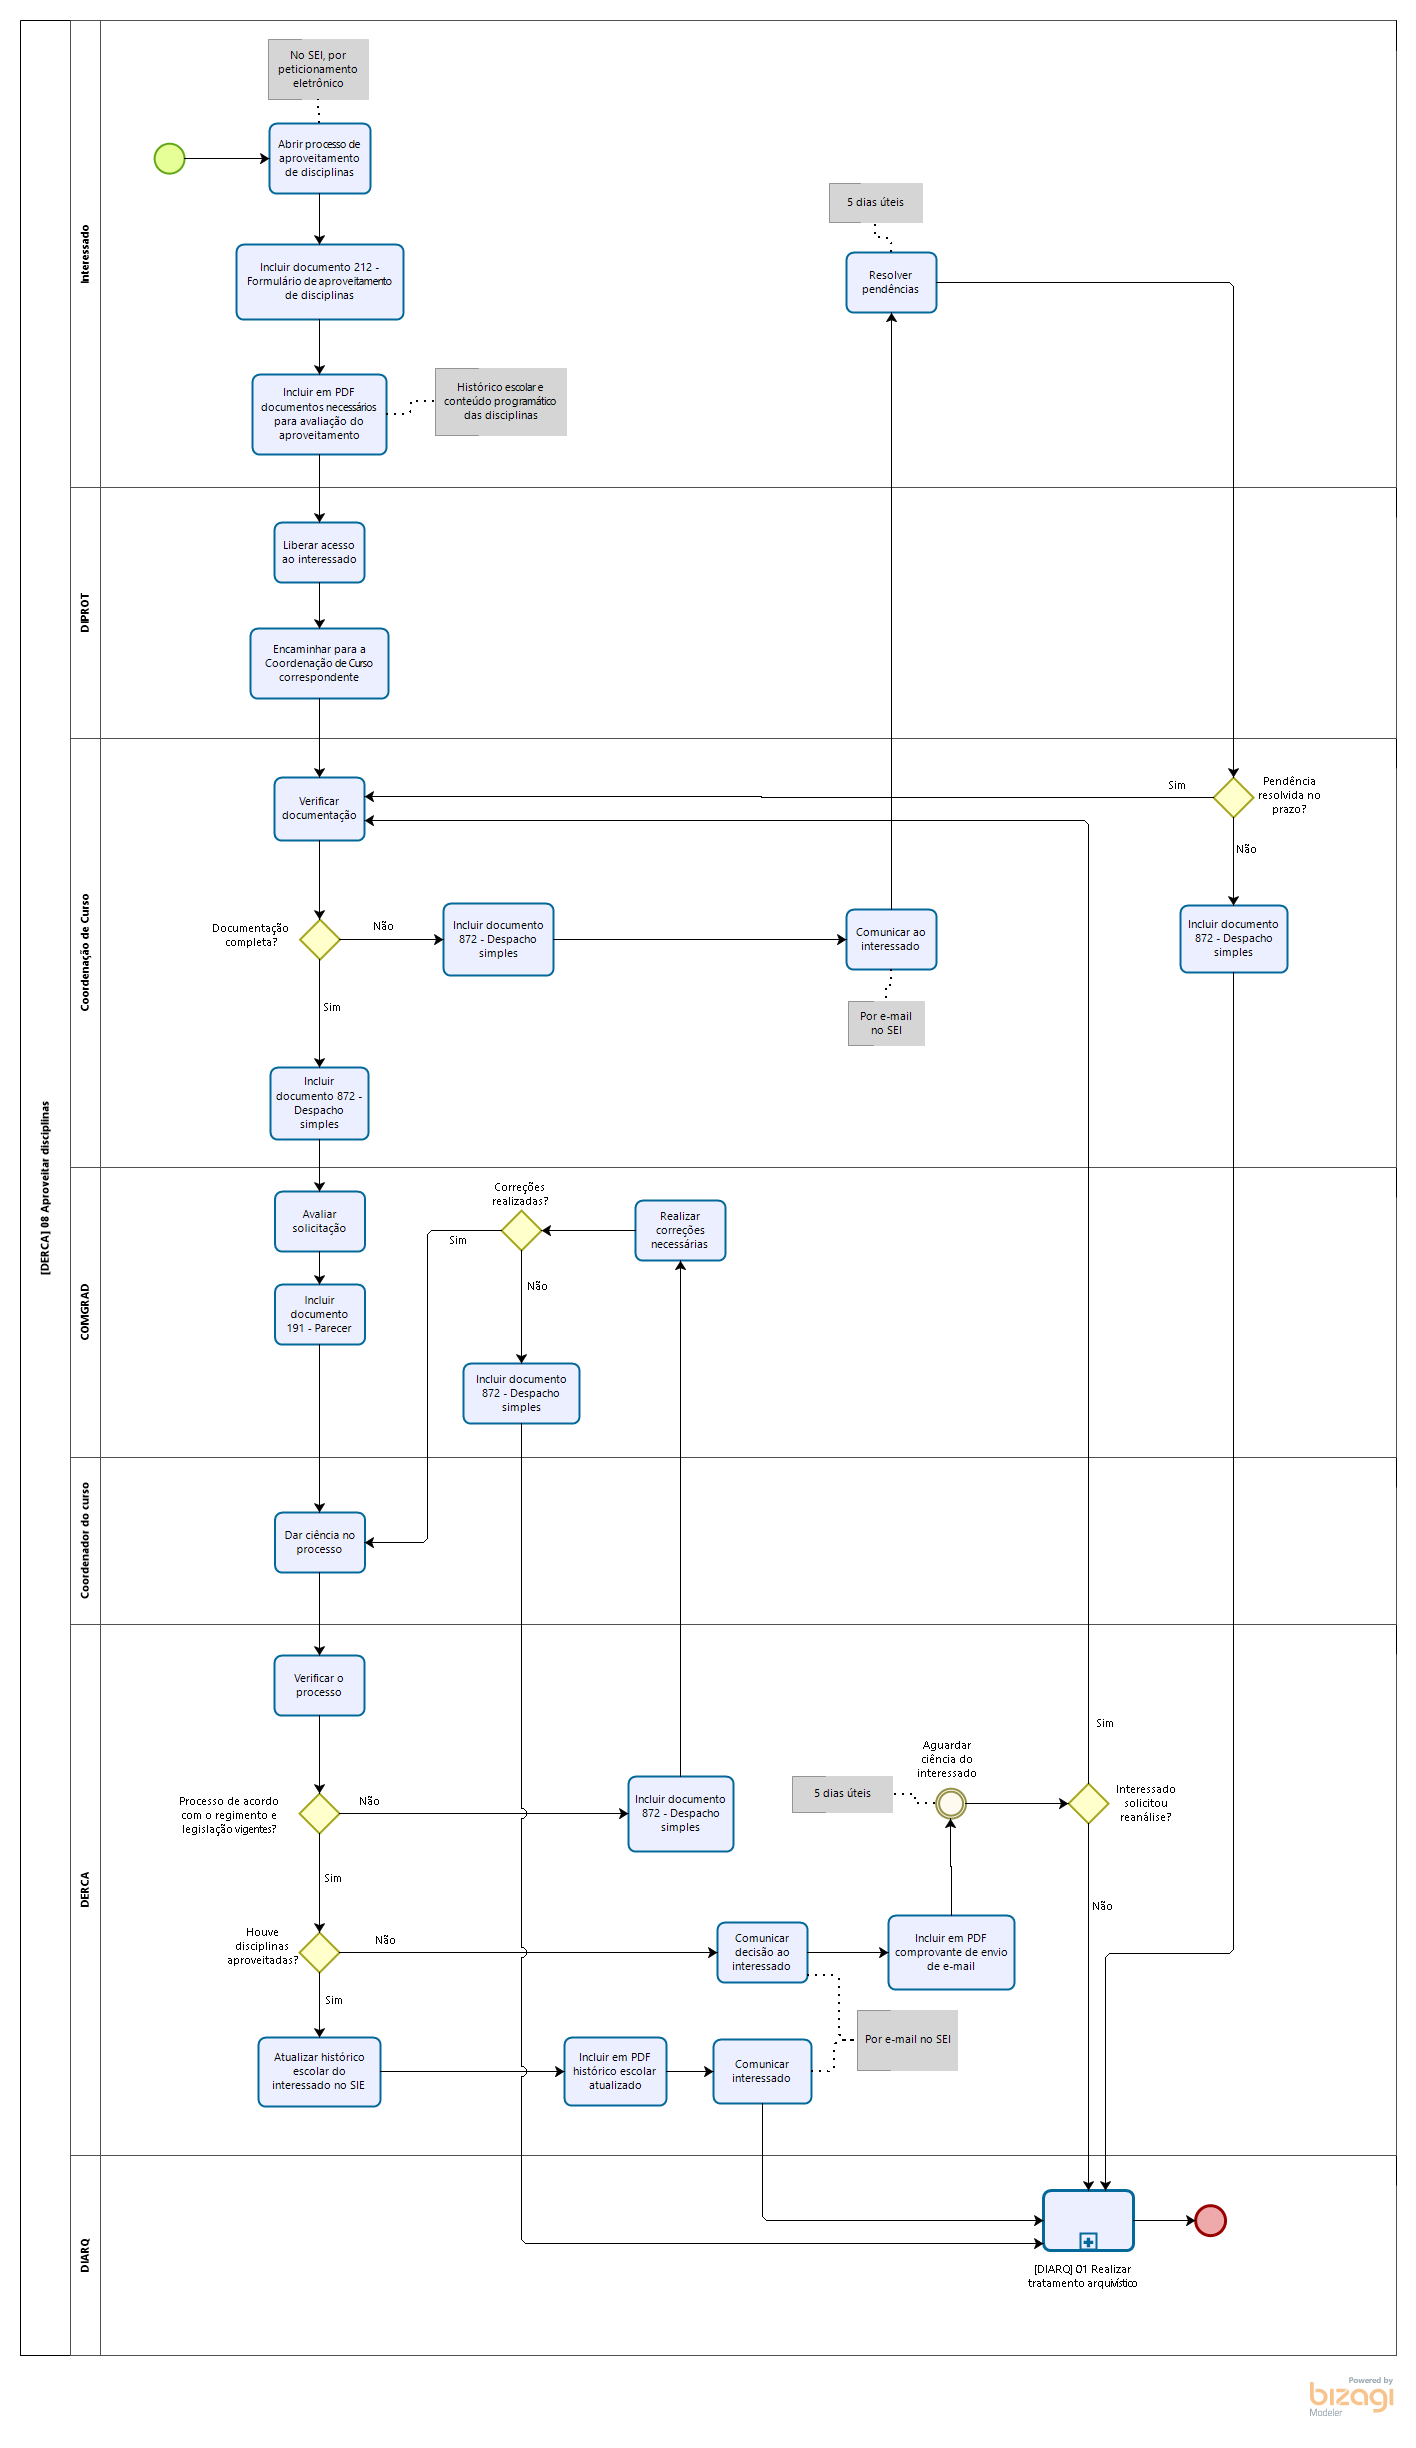 [DERCA] 08 Aproveitar disciplinas
Interessado
No SEI, por
peticionamento
eletrônico
Abrir processo de
aproveitamento
de disciplinas
Incluir documento 212 -
Formulário de aproveitamento
de disciplinas
Incluir em PDF
documentos necessários
para avaliação do
aproveitamento
Histórico escolar e
conteúdo programático
das disciplinas
5 dias úteis
Resolver
pendências
DIPROT
Liberar acesso
ao interessado
Encaminhar para a
Coordenação de Curso
correspondente
Coordenação de Curso
Verificar
documentação
Sim
Pendência
resolvida no
prazo?
Não
Documentação
completa?
Não
Incluir documento
872 - Despacho
simples
Comunicar ao
interessado
Incluir documento
872 - Despacho
simples
Por e-mail
no SEI
Sim
Incluir
documento 872 -
Despacho
simples
COMGRAD
Avaliar
solicitação
Incluir
documento
191 - Parecer
Correções
realizadas?
Sim
Não
Realizar
correções
necessárias
Incluir documento
872 - Despacho
simples
Coordenador do curso
Dar ciência no
processo
DERCA
Verificar o
processo
Processo de acordo
com o regimento e
legislação vigentes?
Não
Incluir documento
872 - Despacho
simples
Sim
5 dias úteis
Aguardar
ciência do
interessado
Sim
Interessado
solicitou
reanálise?
Não
Houve
disciplinas
aproveitadas?
Não
Comunicar
decisão ao
interessado
Incluir em PDF
comprovante de envio
de e-mail
Sim
Atualizar histórico
escolar do
interessado no SIE
Incluir em PDF
histórico escolar
atualizado
Comunicar
interessado
Por e-mail no SEI
DIARQ
[DIARQ] 01 Realizar
tratamento arquivístico
Powered by
bizagi
Modeler